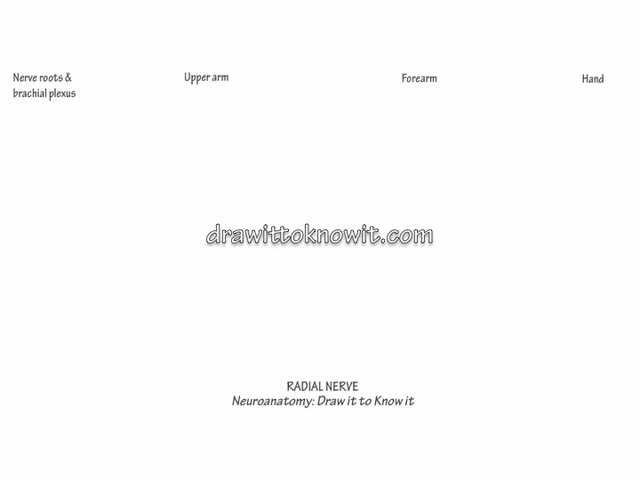 Nerve roots &
brachial plexus
Upper arm
Forearm
Hand
drawittoknowit.com
RADIAL NERVE
Neuroanatomy: Draw it to Know it